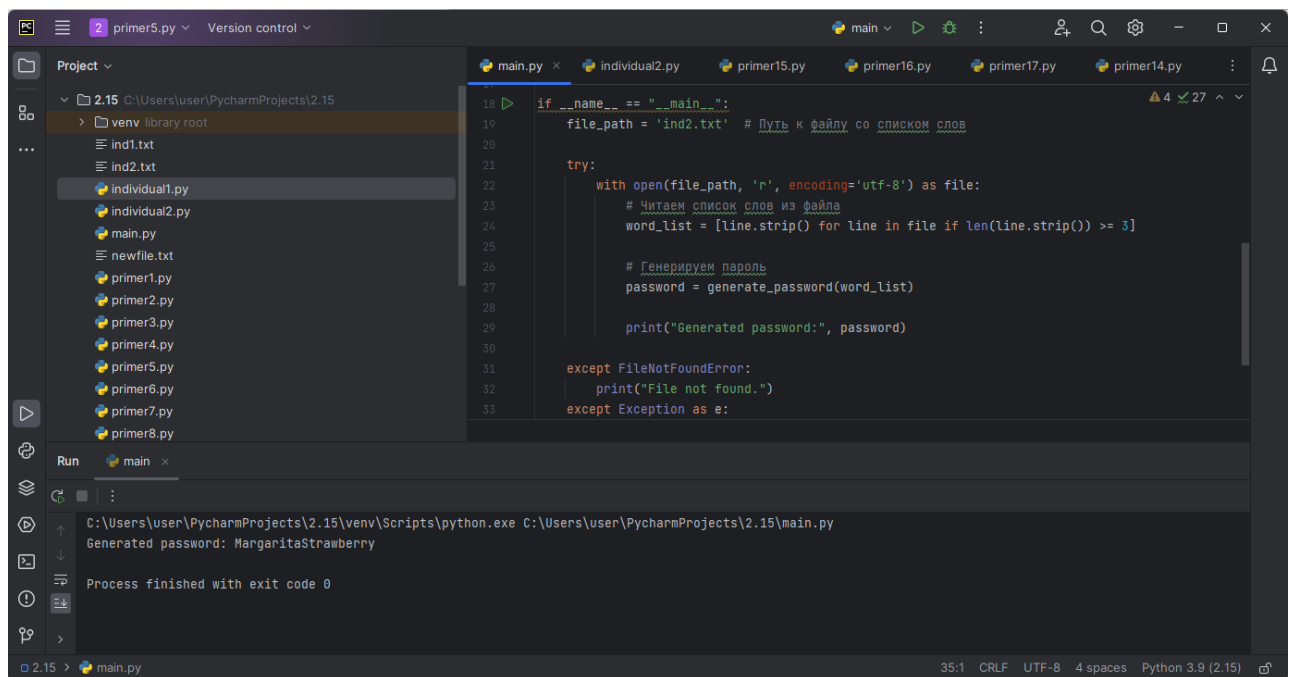 PC 2 primer5.py Version control main
Project
2.15 C:\Users\user\PycharmProjects\2.15
venv library root
ind1.txt
ind2.txt
individual1.py
individual2.py
main.py
newfile.txt
primer1.py
primer2.py
primer3.py
primer4.py
primer5.py
primer6.py
primer7.py
primer8.py
main.py individual2.py primer15.py primer16.py primer17.py primer14.py
4 27
18 if __name__ == "__main__":
19 file_path = 'ind2.txt' # Путь к файлу со списком слов
20
21 try:
22 with open(file_path, 'r', encoding='utf-8') as file:
23 # Читаем список слов из файла
24 word_list = [line.strip() for line in file if len(line.strip()) >= 3]
25
26 # Генерируем пароль
27 password = generate_password(word_list)
28
29 print("Generated password:", password)
30
31 except FileNotFoundError:
32 print("File not found.")
33 except Exception as e:
Run main
C:\Users\user\PycharmProjects\2.15\venv\Scripts\python.exe C:\Users\user\PycharmProjects\2.15\main.py
Generated password: MargaritaStrawberry
Process finished with exit code 0
2.15 > main.py 35:1 CRLF UTF-8 4 spaces Python 3.9 (2.15)